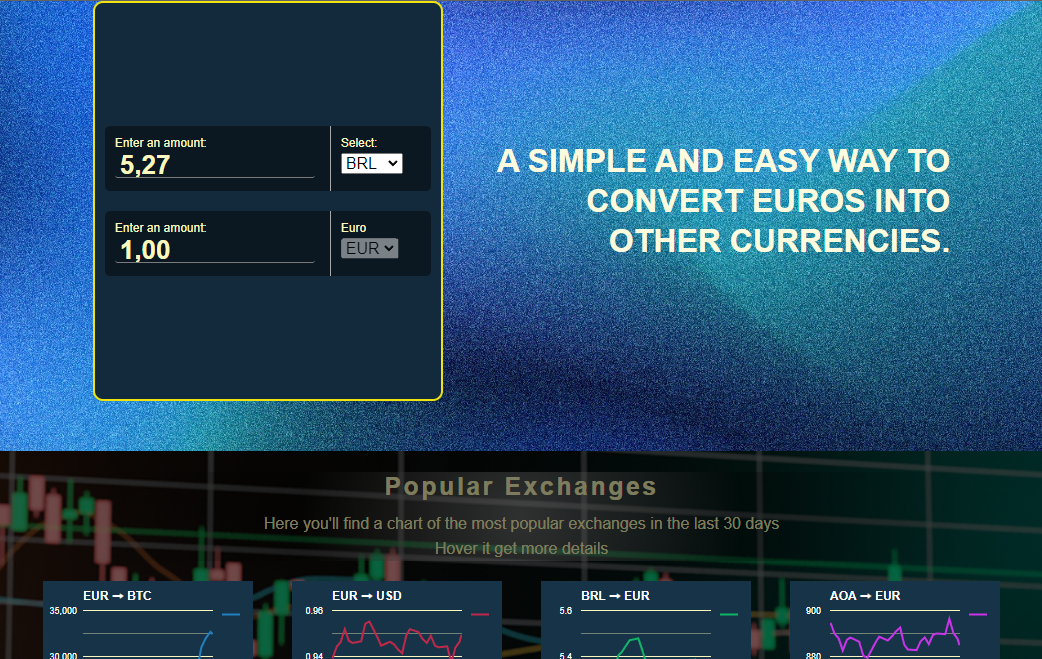 Enter an amount:
5,27
Select:
BRL
Enter an amount:
1,00
Euro
EUR
A SIMPLE AND EASY WAY TO
CONVERT EUROS INTO
OTHER CURRENCIES.
Popular Exchanges
Here you'll find a chart of the most popular exchanges in the last 30 days
Hover it get more details
EUR ➞ BTC
35,000
30,000
EUR ➞ USD
0.96
0.94
BRL ➞ EUR
5.6
5.4
AOA ➞ EUR
900
880